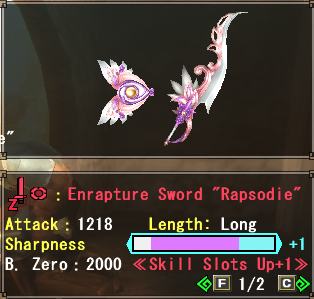 e"
Z : Enrapture Sword "Rapsodie"
Attack : 1218 Length: Long
Sharpness +1
B. Zero : 2000 ≪Skill Slots Up+1≫
F 1/2 C